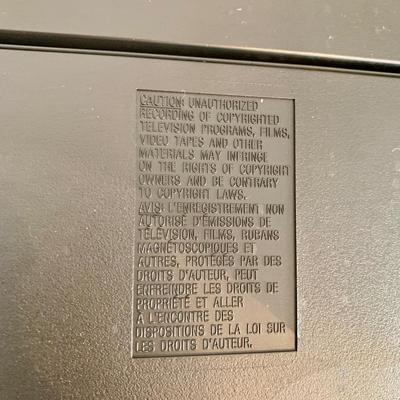 CAUTION: UNAUTHORIZED
RECORDING OF COPYRIGHTED
TELEVISION PROGRAMS, FILMS,
VIDEO TAPES AND OTHER
MATERIALS MAY INFRINGE
ON THE RIGHTS OF COPYRIGHT
OWNERS AND BE CONTRARY
TO COPYRIGHT LAWS.
AVIS: L'ENREGISTREMENT NON
AUTORISÉ D'ÉMISSIONS DE
TÉLÉVISION, FILMS, RUBANS
MAGNÉTOSCOPIQUES ET
AUTRES, PROTÉGÉS PAR DES
DROITS D'AUTEUR, PEUT
ENFREINDRE LES DROITS DE
PROPRIÉTÉ ET ALLER
À L'ENCONTRE DES
DISPOSITIONS DE LA LOI SUR
LES DROITS D'AUTEUR.